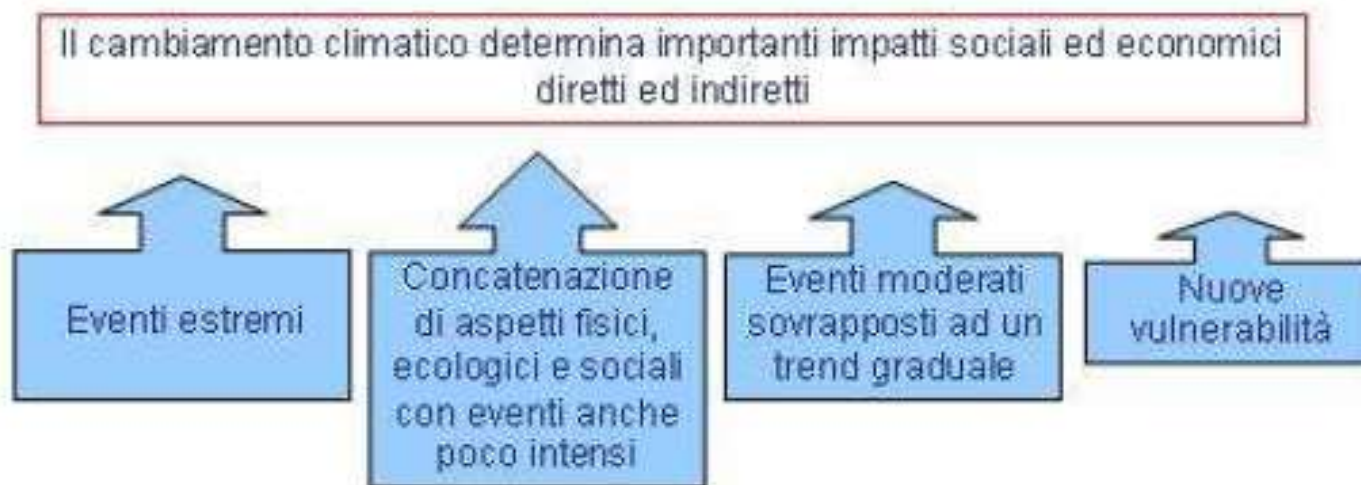 Il cambiamento climatico determina importanti impatti sociali ed economici
diretti ed indiretti
Eventi estremi
Concatenazione
di aspetti fisici,
ecologici e sociali
con eventi anche
poco intensi
Eventi moderati
sovrapposti ad un
trend graduale
Nuove
vulnerabilità